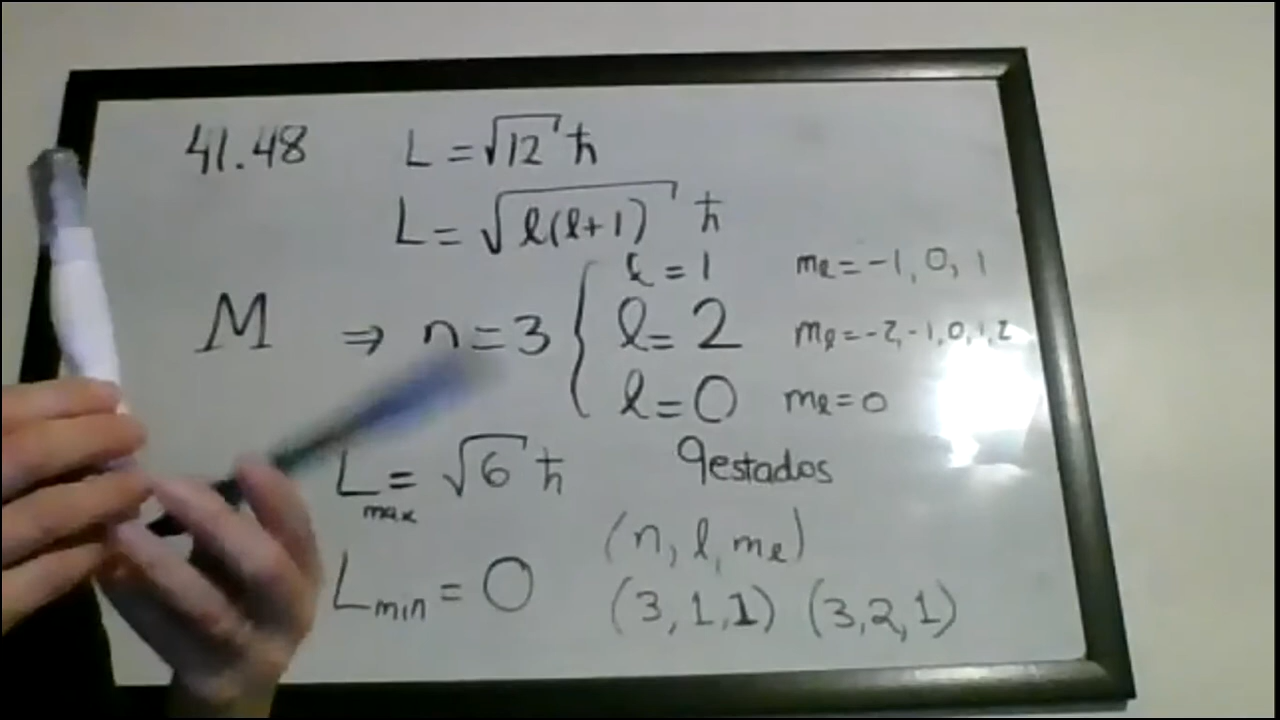 41.48 L = √12 ħ
L = √ℓ(ℓ+1) ħ
ℓ = 1 mℓ = -1, 0, 1
M ⇒ n = 3 { ℓ = 2 mℓ = -2, -1, 0, 1, 2
ℓ = 0 mℓ = 0
Lmax = √6 ħ 9estados
(n, ℓ, mℓ)
Lmin = 0 (3,1,1) (3,2,1)